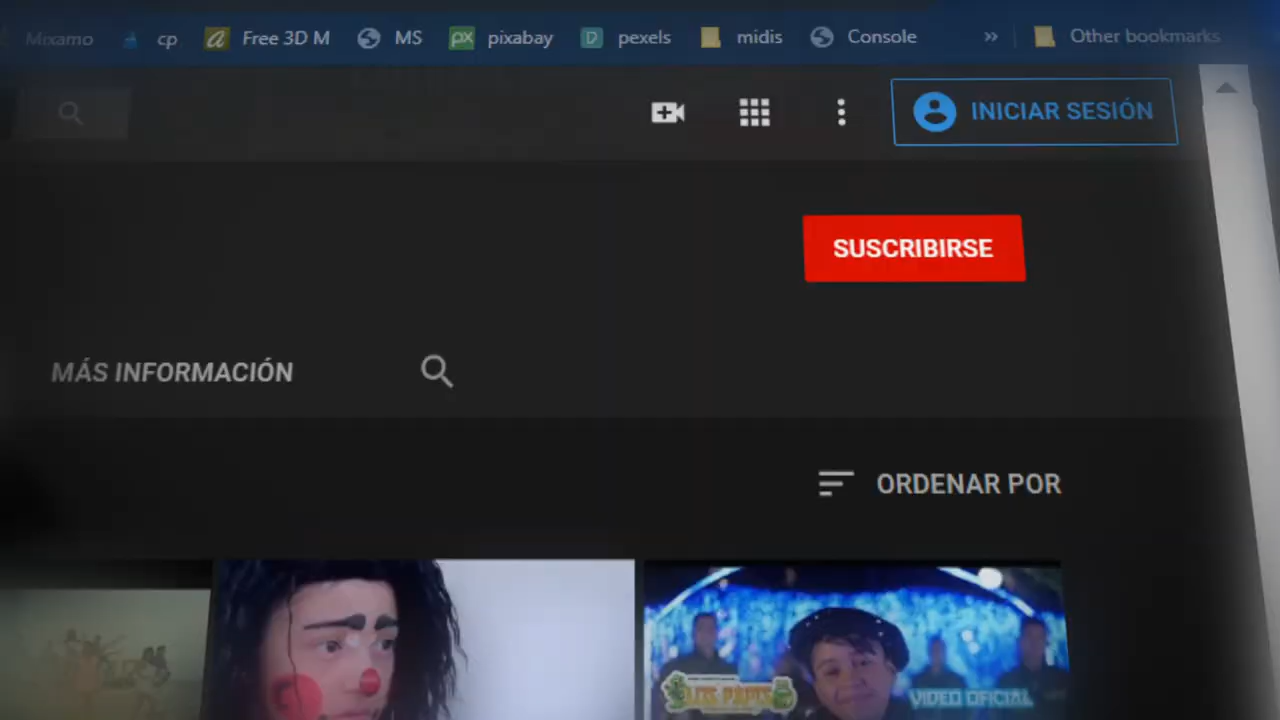 Mixamo cp Free 3D M MS pixabay pexels midis Console » Other bookmarks
INICIAR SESIÓN
SUSCRIBIRSE
MÁS INFORMACIÓN
ORDENAR POR
VIDEO OFICIAL